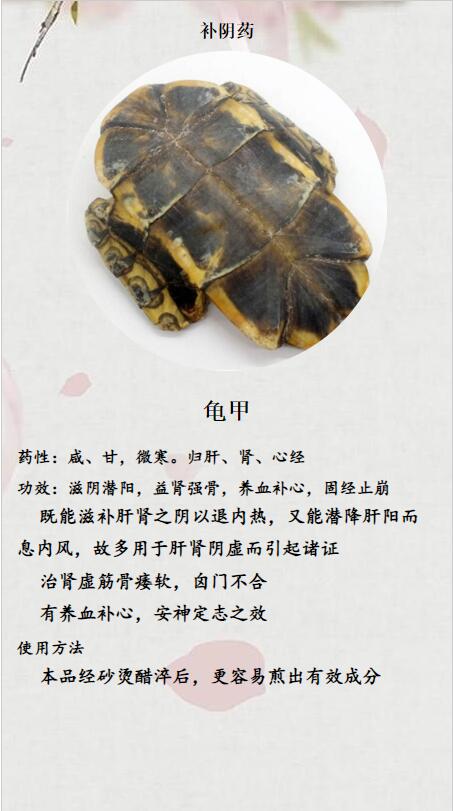 补阴药
龟甲
药性：咸、甘，微寒。归肝、肾、心经
功效：滋阴潜阳，益肾强骨，养血补心，固经止崩
既能滋补肝肾之阴以退内热，又能潜降肝阳而
息内风，故多用于肝肾阴虚而引起诸证
治肾虚筋骨痿软，囟门不合
有养血补心，安神定志之效
使用方法
本品经砂烫醋淬后，更容易煎出有效成分